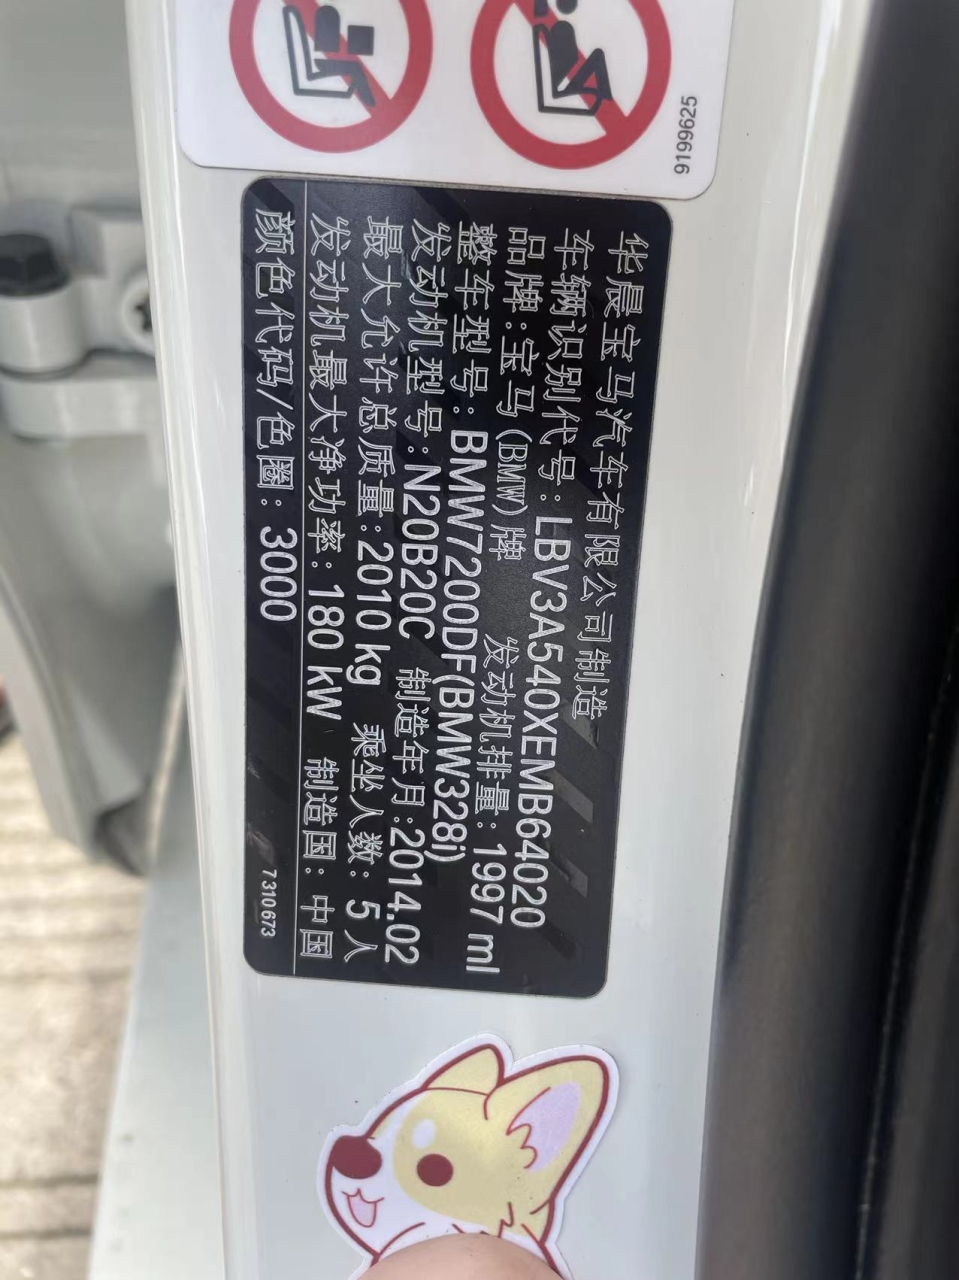 9199625
华晨宝马汽车有限公司制造
车辆识别代号: LBV3A540XEMB64020
品牌:宝马(BMW)牌 发动机排量: 1997 ml
整车型号: BMW7200DF(BMW328i)
发动机型号:N20B20C 制造年月:2014.02
最大允许总质量: 2010 kg 乘坐人数: 5 人
发动机最大净功率: 180 kW 制造国: 中国
颜色代码/色圈: 3000
7 310 673